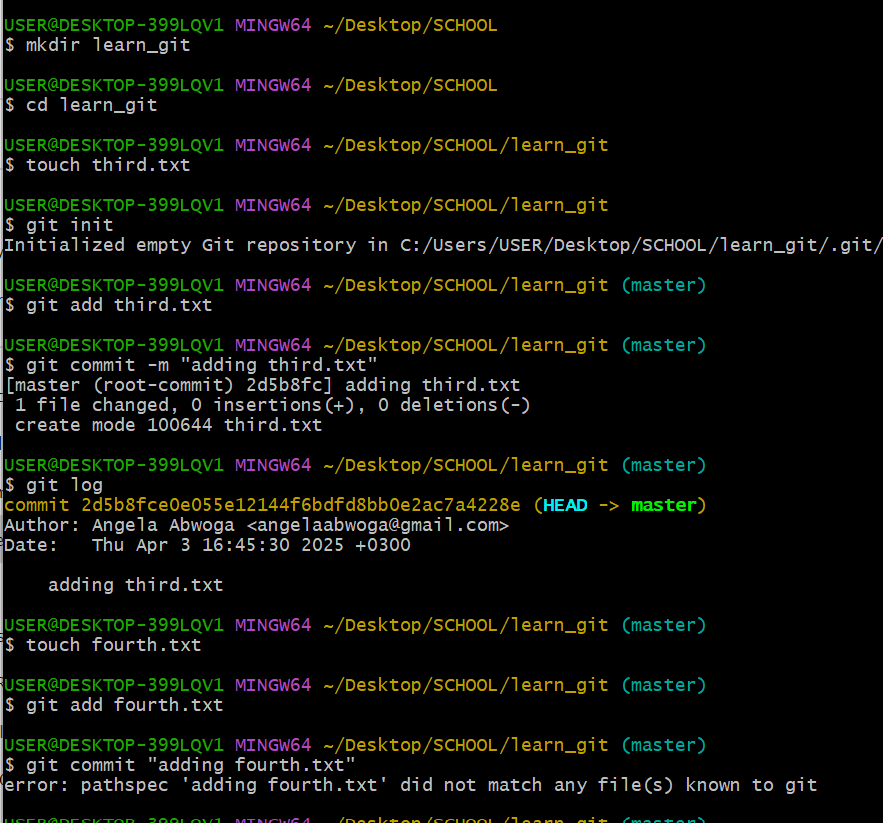 USER@DESKTOP-399LQV1 MINGW64 ~/Desktop/SCHOOL
$ mkdir learn_git
USER@DESKTOP-399LQV1 MINGW64 ~/Desktop/SCHOOL
$ cd learn_git
USER@DESKTOP-399LQV1 MINGW64 ~/Desktop/SCHOOL/learn_git
$ touch third.txt
USER@DESKTOP-399LQV1 MINGW64 ~/Desktop/SCHOOL/learn_git
$ git init
Initialized empty Git repository in C:/Users/USER/Desktop/SCHOOL/learn_git/.git/
USER@DESKTOP-399LQV1 MINGW64 ~/Desktop/SCHOOL/learn_git (master)
$ git add third.txt
USER@DESKTOP-399LQV1 MINGW64 ~/Desktop/SCHOOL/learn_git (master)
$ git commit -m "adding third.txt"
[master (root-commit) 2d5b8fc] adding third.txt
 1 file changed, 0 insertions(+), 0 deletions(-)
 create mode 100644 third.txt
USER@DESKTOP-399LQV1 MINGW64 ~/Desktop/SCHOOL/learn_git (master)
$ git log
commit 2d5b8fce0e055e12144f6bdfd8bb0e2ac7a4228e (HEAD -> master)
Author: Angela Abwoga <angelaabwoga@gmail.com>
Date:   Thu Apr 3 16:45:30 2025 +0300
    adding third.txt
USER@DESKTOP-399LQV1 MINGW64 ~/Desktop/SCHOOL/learn_git (master)
$ touch fourth.txt
USER@DESKTOP-399LQV1 MINGW64 ~/Desktop/SCHOOL/learn_git (master)
$ git add fourth.txt
USER@DESKTOP-399LQV1 MINGW64 ~/Desktop/SCHOOL/learn_git (master)
$ git commit "adding fourth.txt"
error: pathspec 'adding fourth.txt' did not match any file(s) known to git
USER@DESKTOP-399LQV1 MINGW64 ~/Desktop/SCHOOL/learn_git (master)